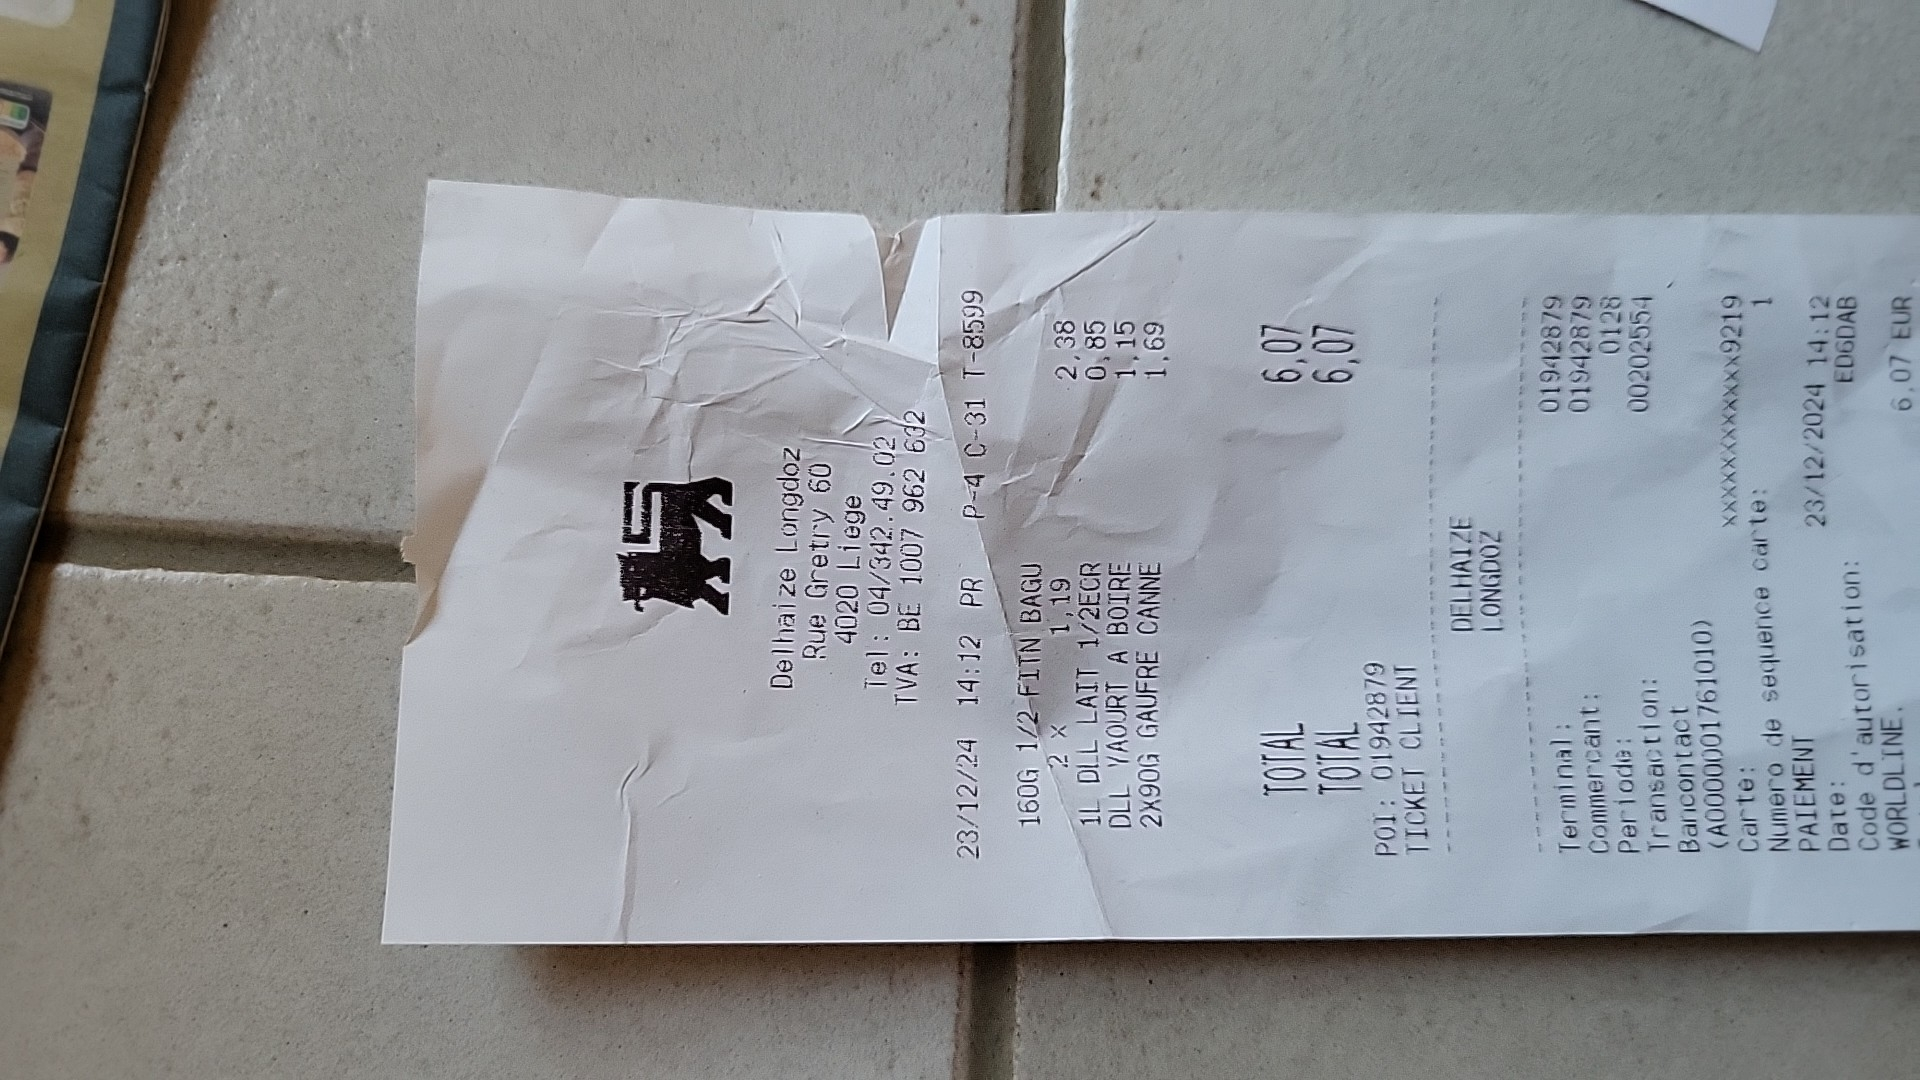 Delhaize Longdoz
Rue Gretry 60
4020 Liege
Tel: 04/342.49.02
TVA: BE 1007 962 632
23/12/24 14:12 PR P-4 C-31 T-8599
160G 1/2 FITN BAGU
2 X 1,19 2,38
1L DLL LAIT 1/2ECR 0,85
DLL YAOURT A BOIRE 1,15
2X90G GAUFRE CANNE 1,69
TOTAL 6,07
TOTAL 6,07
POI: 01942879
TICKET CLIENT
DELHAIZE
LONGDOZ
Terminal: 01942879
Commercant: 01942879
Periode: 0128
Transaction: 00202554
Bancontact
(A0000001761010)
Carte: xxxxxxxxxxxxx9219
Numero de sequence carte: 1
PAIEMENT
Date: 23/12/2024 14:12
Code d'autorisation: ED6DAB
WORLDLINE.
6,07 EUR